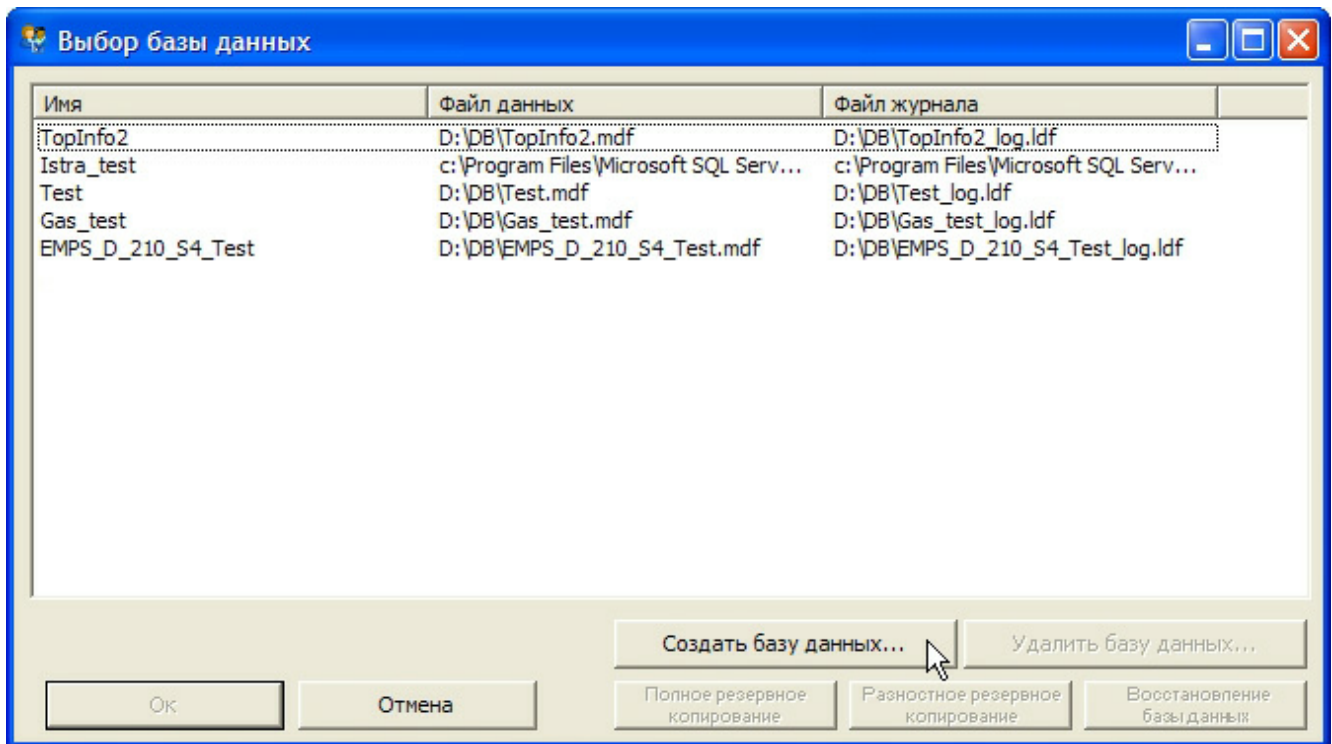 Выбор базы данных
Имя Файл данных Файл журнала
TopInfo2 D:\DB\TopInfo2.mdf D:\DB\TopInfo2_log.ldf
Istra_test c:\Program Files\Microsoft SQL Serv... c:\Program Files\Microsoft SQL Serv...
Test D:\DB\Test.mdf D:\DB\Test_log.ldf
Gas_test D:\DB\Gas_test.mdf D:\DB\Gas_test_log.ldf
EMPS_D_210_S4_Test D:\DB\EMPS_D_210_S4_Test.mdf D:\DB\EMPS_D_210_S4_Test_log.ldf
Создать базу данных... Удалить базу данных...
Ок Отмена Полное резервное копирование Разностное резервное копирование Восстановление базы данных